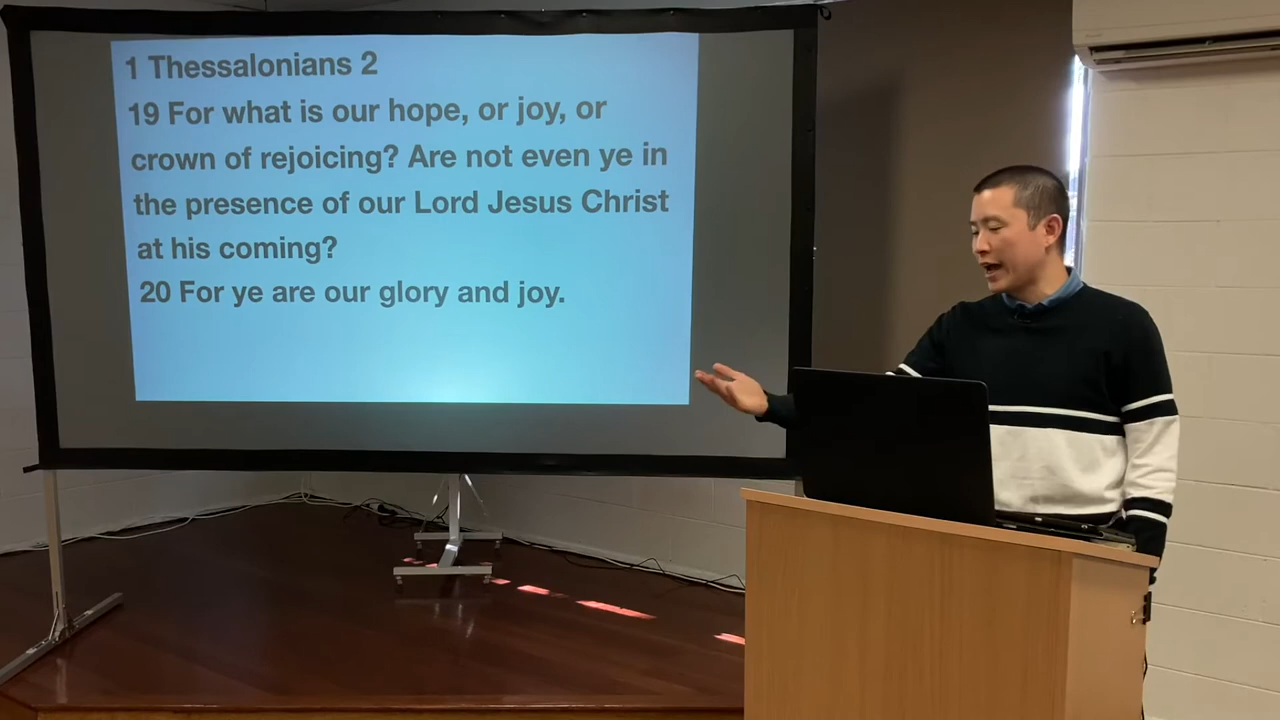 1 Thessalonians 2
19 For what is our hope, or joy, or
crown of rejoicing? Are not even ye in
the presence of our Lord Jesus Christ
at his coming?
20 For ye are our glory and joy.